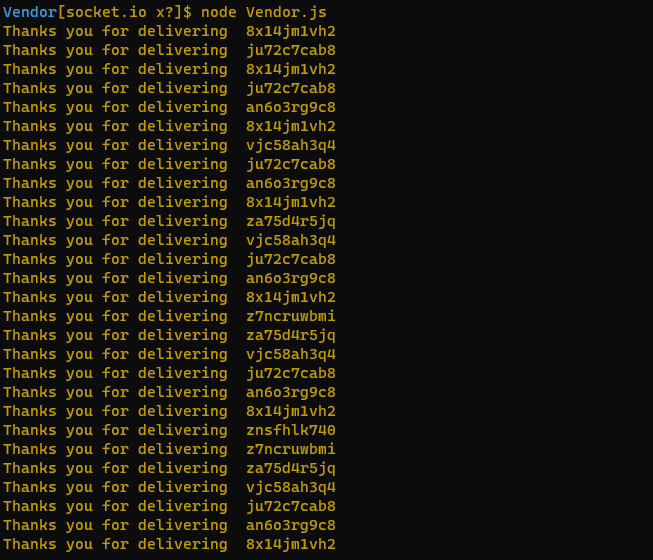 Vendor[socket.io x?]$ node Vendor.js
Thanks you for delivering  8x14jm1vh2
Thanks you for delivering  ju72c7cab8
Thanks you for delivering  8x14jm1vh2
Thanks you for delivering  ju72c7cab8
Thanks you for delivering  an6o3rg9c8
Thanks you for delivering  8x14jm1vh2
Thanks you for delivering  vjc58ah3q4
Thanks you for delivering  ju72c7cab8
Thanks you for delivering  an6o3rg9c8
Thanks you for delivering  8x14jm1vh2
Thanks you for delivering  za75d4r5jq
Thanks you for delivering  vjc58ah3q4
Thanks you for delivering  ju72c7cab8
Thanks you for delivering  an6o3rg9c8
Thanks you for delivering  8x14jm1vh2
Thanks you for delivering  z7ncruwbmi
Thanks you for delivering  za75d4r5jq
Thanks you for delivering  vjc58ah3q4
Thanks you for delivering  ju72c7cab8
Thanks you for delivering  an6o3rg9c8
Thanks you for delivering  8x14jm1vh2
Thanks you for delivering  znsfhlk740
Thanks you for delivering  z7ncruwbmi
Thanks you for delivering  za75d4r5jq
Thanks you for delivering  vjc58ah3q4
Thanks you for delivering  ju72c7cab8
Thanks you for delivering  an6o3rg9c8
Thanks you for delivering  8x14jm1vh2